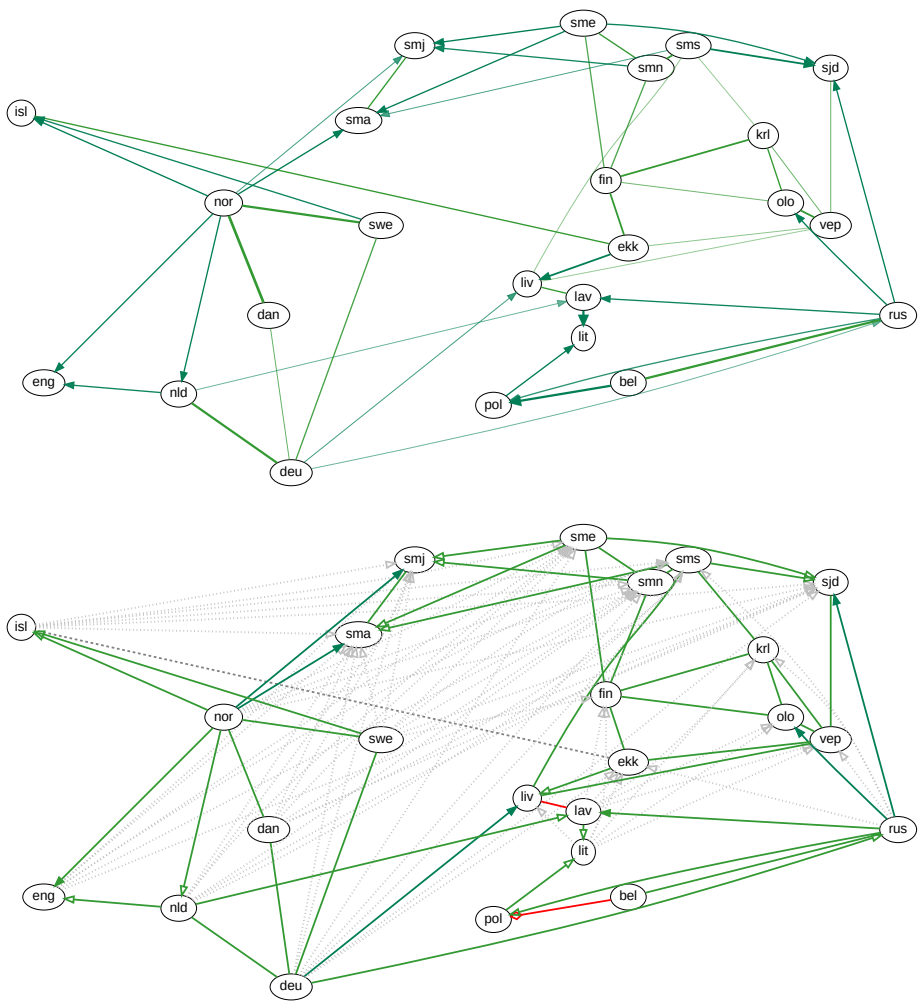 sme
smj
sms
smn
sjd
isl
sma
krl
fin
nor
olo
swe
vep
ekk
liv
lav
dan
rus
lit
eng
nld
bel
pol
deu
sme
smj
sms
smn
sjd
isl
sma
krl
fin
nor
olo
swe
vep
ekk
liv
lav
dan
rus
lit
eng
nld
bel
pol
deu